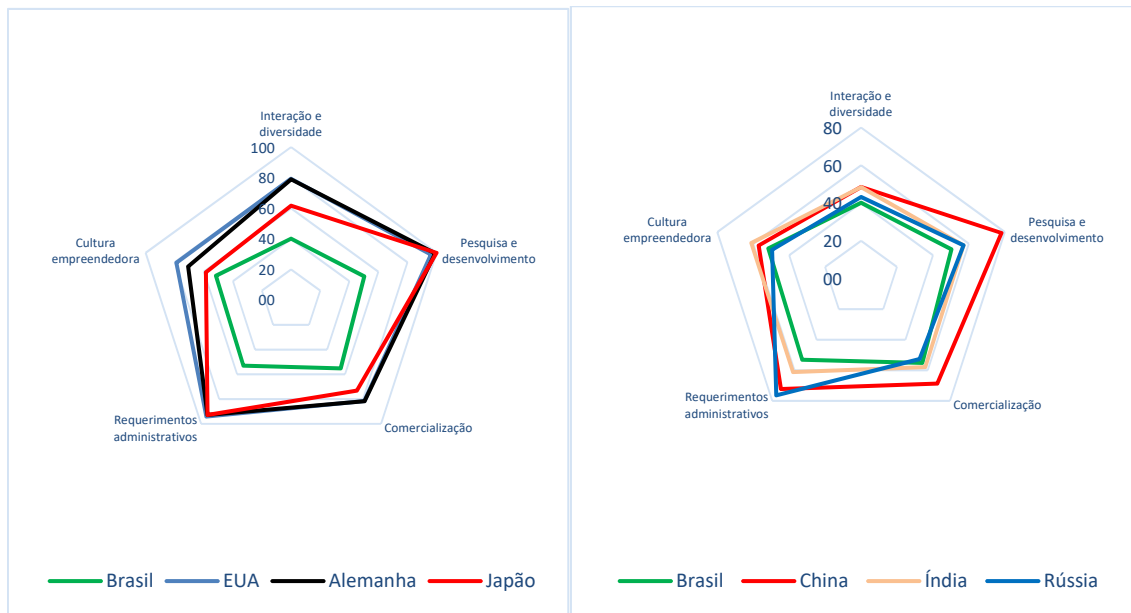 Interação e
diversidade
100
80
60
40
20
00
Cultura
empreendedora
Pesquisa e
desenvolvimento
Requerimentos
administrativos
Comercialização
Brasil EUA Alemanha Japão
Interação e
diversidade
80
60
40
20
00
Cultura
empreendedora
Pesquisa e
desenvolvimento
Requerimentos
administrativos
Comercialização
Brasil China Índia Rússia